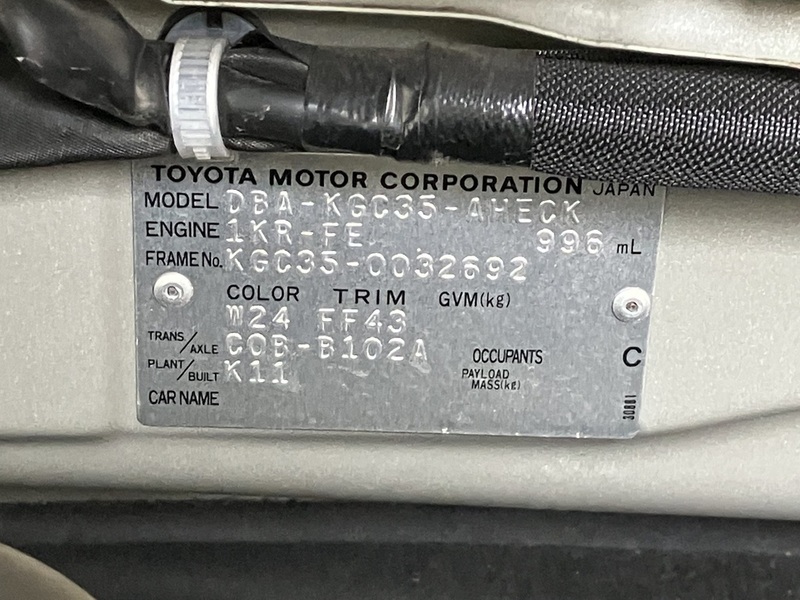 TOYOTA MOTOR CORPORATION JAPAN
MODEL DBA-KGC35-AHECK
ENGINE 1KR-FE 996 mL
FRAME No. KGC35-0032692
COLOR TRIM GVM(kg)
W24 FF43
TRANS/AXLE C0B-B102A OCCUPANTS C
PLANT/BUILT K11 PAYLOAD MASS(kg)
CAR NAME
30881